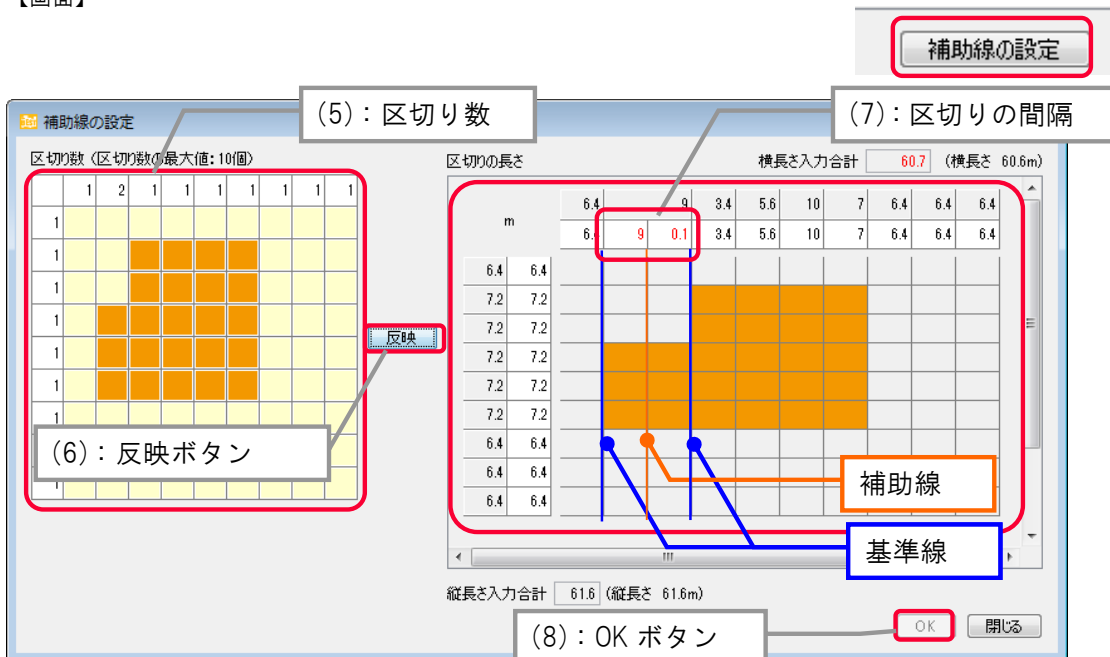 【画面】
補助線の設定
補助線の設定
(5)：区切り数
(7)：区切りの間隔
区切り数 (区切り数の最大値: 10個)
区切りの長さ
横長さ入力合計 60.7 (横長さ 60.6m)
1 2 1 1 1 1 1 1 1
1
1
1
1
1
1
1
1
m
6.4 9 3.4 5.6 10 7 6.4 6.4 6.4
6.4 9 0.1 3.4 5.6 10 7 6.4 6.4 6.4
6.4 6.4
7.2 7.2
7.2 7.2
7.2 7.2
7.2 7.2
7.2 7.2
6.4 6.4
6.4 6.4
6.4 6.4
反映
(6)：反映ボタン
補助線
基準線
縦長さ入力合計 61.6 (縦長さ 61.6m)
(8)：OK ボタン
OK
閉じる